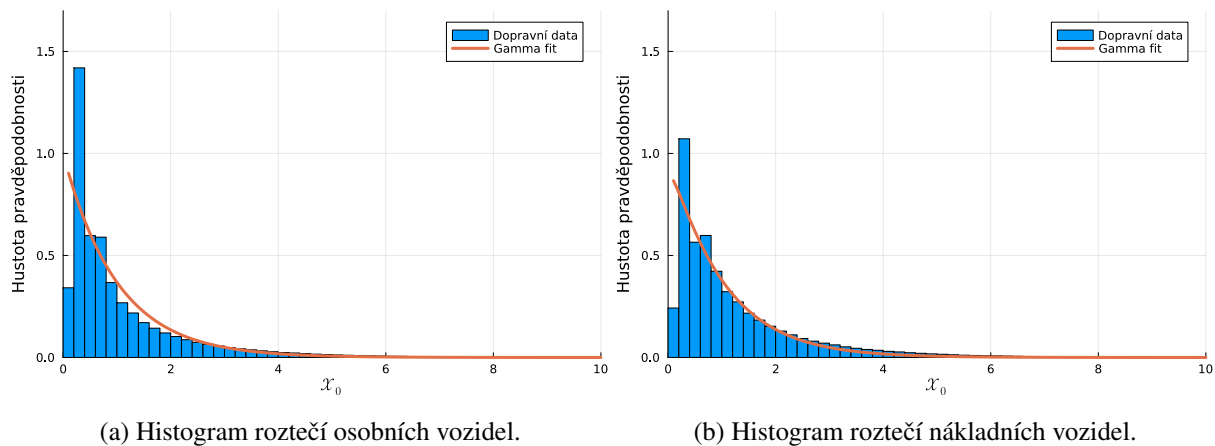 Hustota pravděpodobnosti
1.5
1.0
0.5
0.0
Dopravní data
Gamma fit
0 2 4 6 8 10
x₀
(a) Histogram roztečí osobních vozidel.
Hustota pravděpodobnosti
1.5
1.0
0.5
0.0
Dopravní data
Gamma fit
0 2 4 6 8 10
x₀
(b) Histogram roztečí nákladních vozidel.